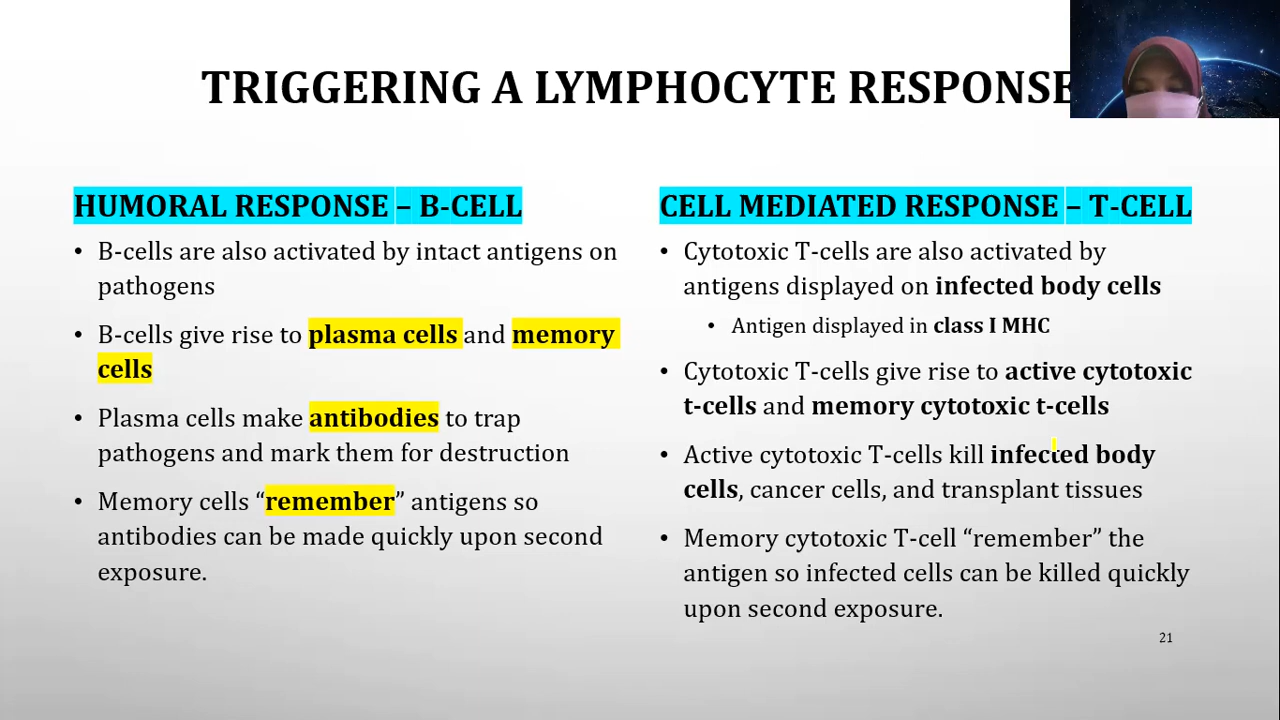 TRIGGERING A LYMPHOCYTE RESPONSE
HUMORAL RESPONSE – B-CELL
• B-cells are also activated by intact antigens on
pathogens
• B-cells give rise to plasma cells and memory
cells
• Plasma cells make antibodies to trap
pathogens and mark them for destruction
• Memory cells “remember” antigens so
antibodies can be made quickly upon second
exposure.
CELL MEDIATED RESPONSE – T-CELL
• Cytotoxic T-cells are also activated by
antigens displayed on infected body cells
• Antigen displayed in class I MHC
• Cytotoxic T-cells give rise to active cytotoxic
t-cells and memory cytotoxic t-cells
• Active cytotoxic T-cells kill infected body
cells, cancer cells, and transplant tissues
• Memory cytotoxic T-cell “remember” the
antigen so infected cells can be killed quickly
upon second exposure.
21